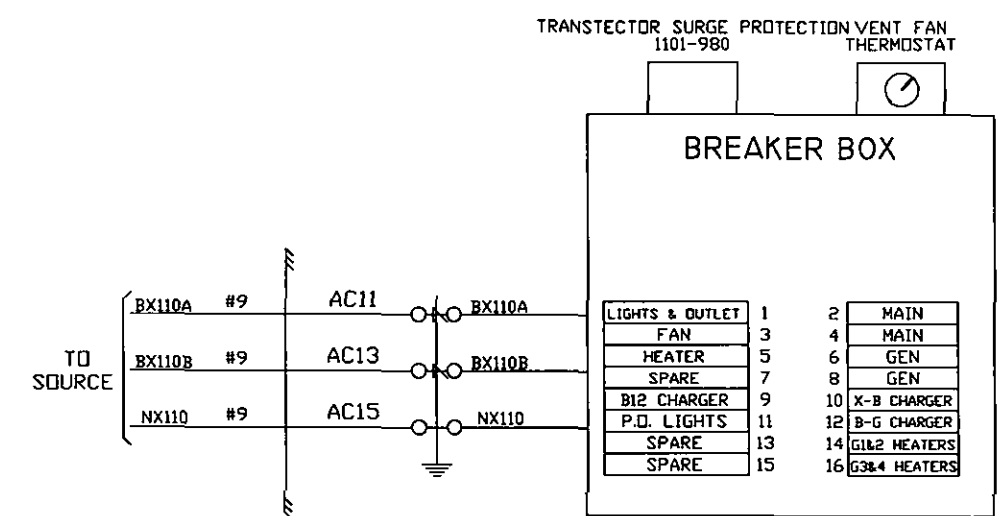 TRANSTECTOR SURGE PROTECTION
1101-980
VENT FAN
THERMOSTAT
BREAKER BOX
TO
SOURCE
BX110A #9 AC11 BX110A
BX110B #9 AC13 BX110B
NX110 #9 AC15 NX110
LIGHTS & OUTLET 1 2 MAIN
FAN 3 4 MAIN
HEATER 5 6 GEN
SPARE 7 8 GEN
B12 CHARGER 9 10 X-B CHARGER
P.O. LIGHTS 11 12 B-G CHARGER
SPARE 13 14 G1&2 HEATERS
SPARE 15 16 G3&4 HEATERS